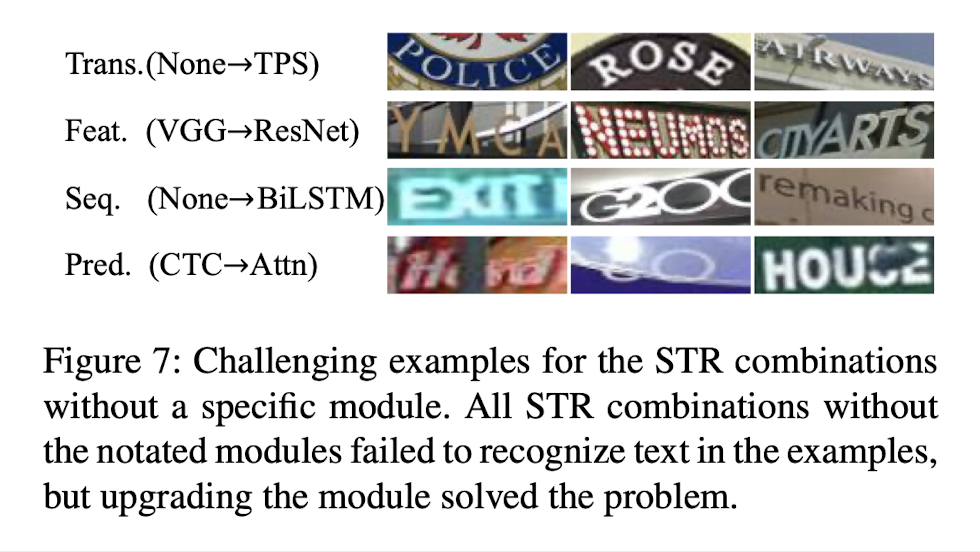 Trans.(None→TPS) POLICE ROSE AIRWAYS
Feat. (VGG→ResNet) YMCA NEUMOS CITYARTS
Seq. (None→BiLSTM) EXIT G20C remaking c
Pred. (CTC→Attn) HOUSE
Figure 7: Challenging examples for the STR combinations
without a specific module. All STR combinations without
the notated modules failed to recognize text in the examples,
but upgrading the module solved the problem.